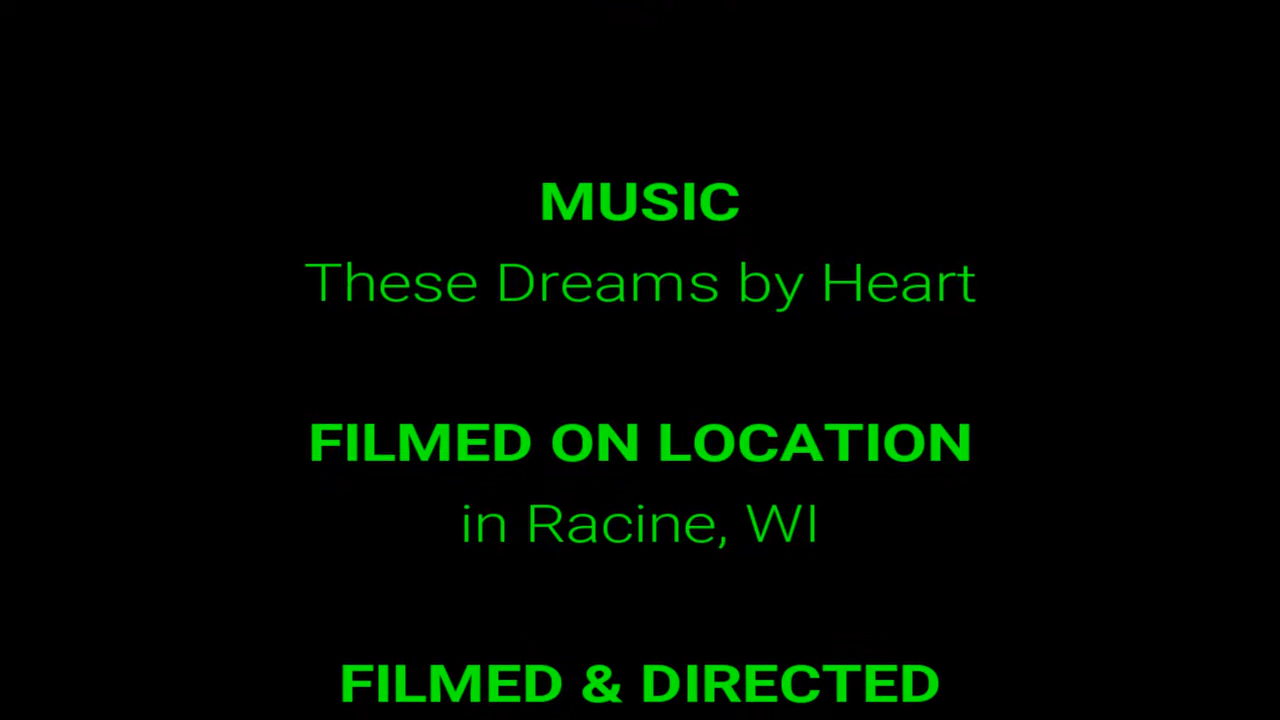 MUSIC
These Dreams by Heart
FILMED ON LOCATION
in Racine, WI
FILMED & DIRECTED